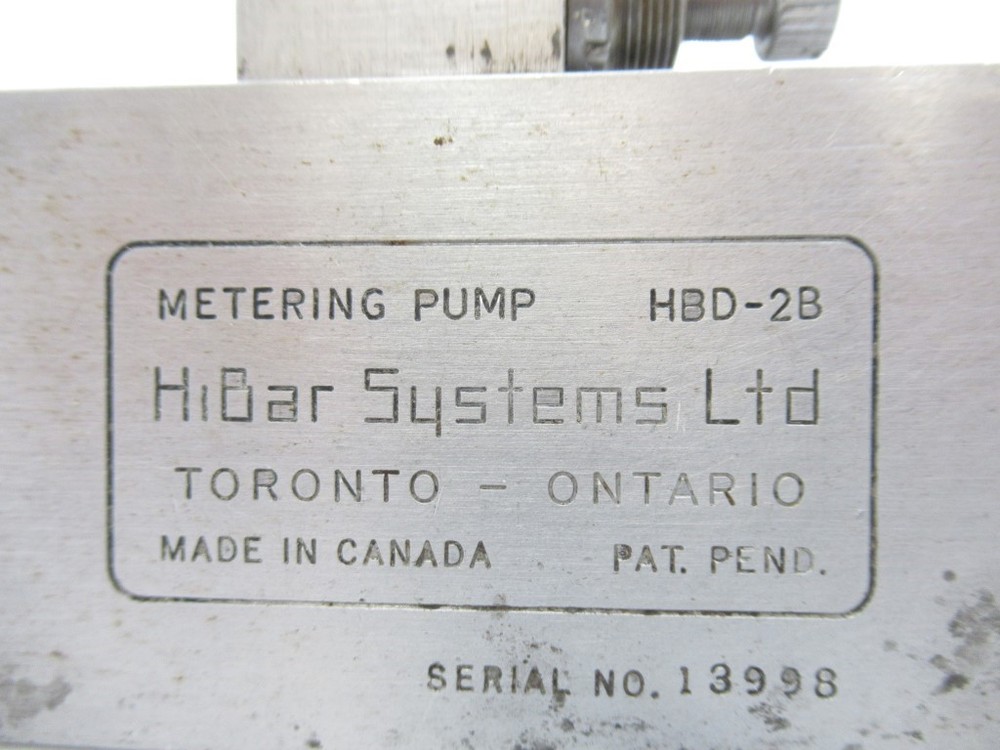 METERING PUMP HBD-2B
HiBar Systems Ltd
TORONTO - ONTARIO
MADE IN CANADA PAT. PEND.
SERIAL NO. 13998